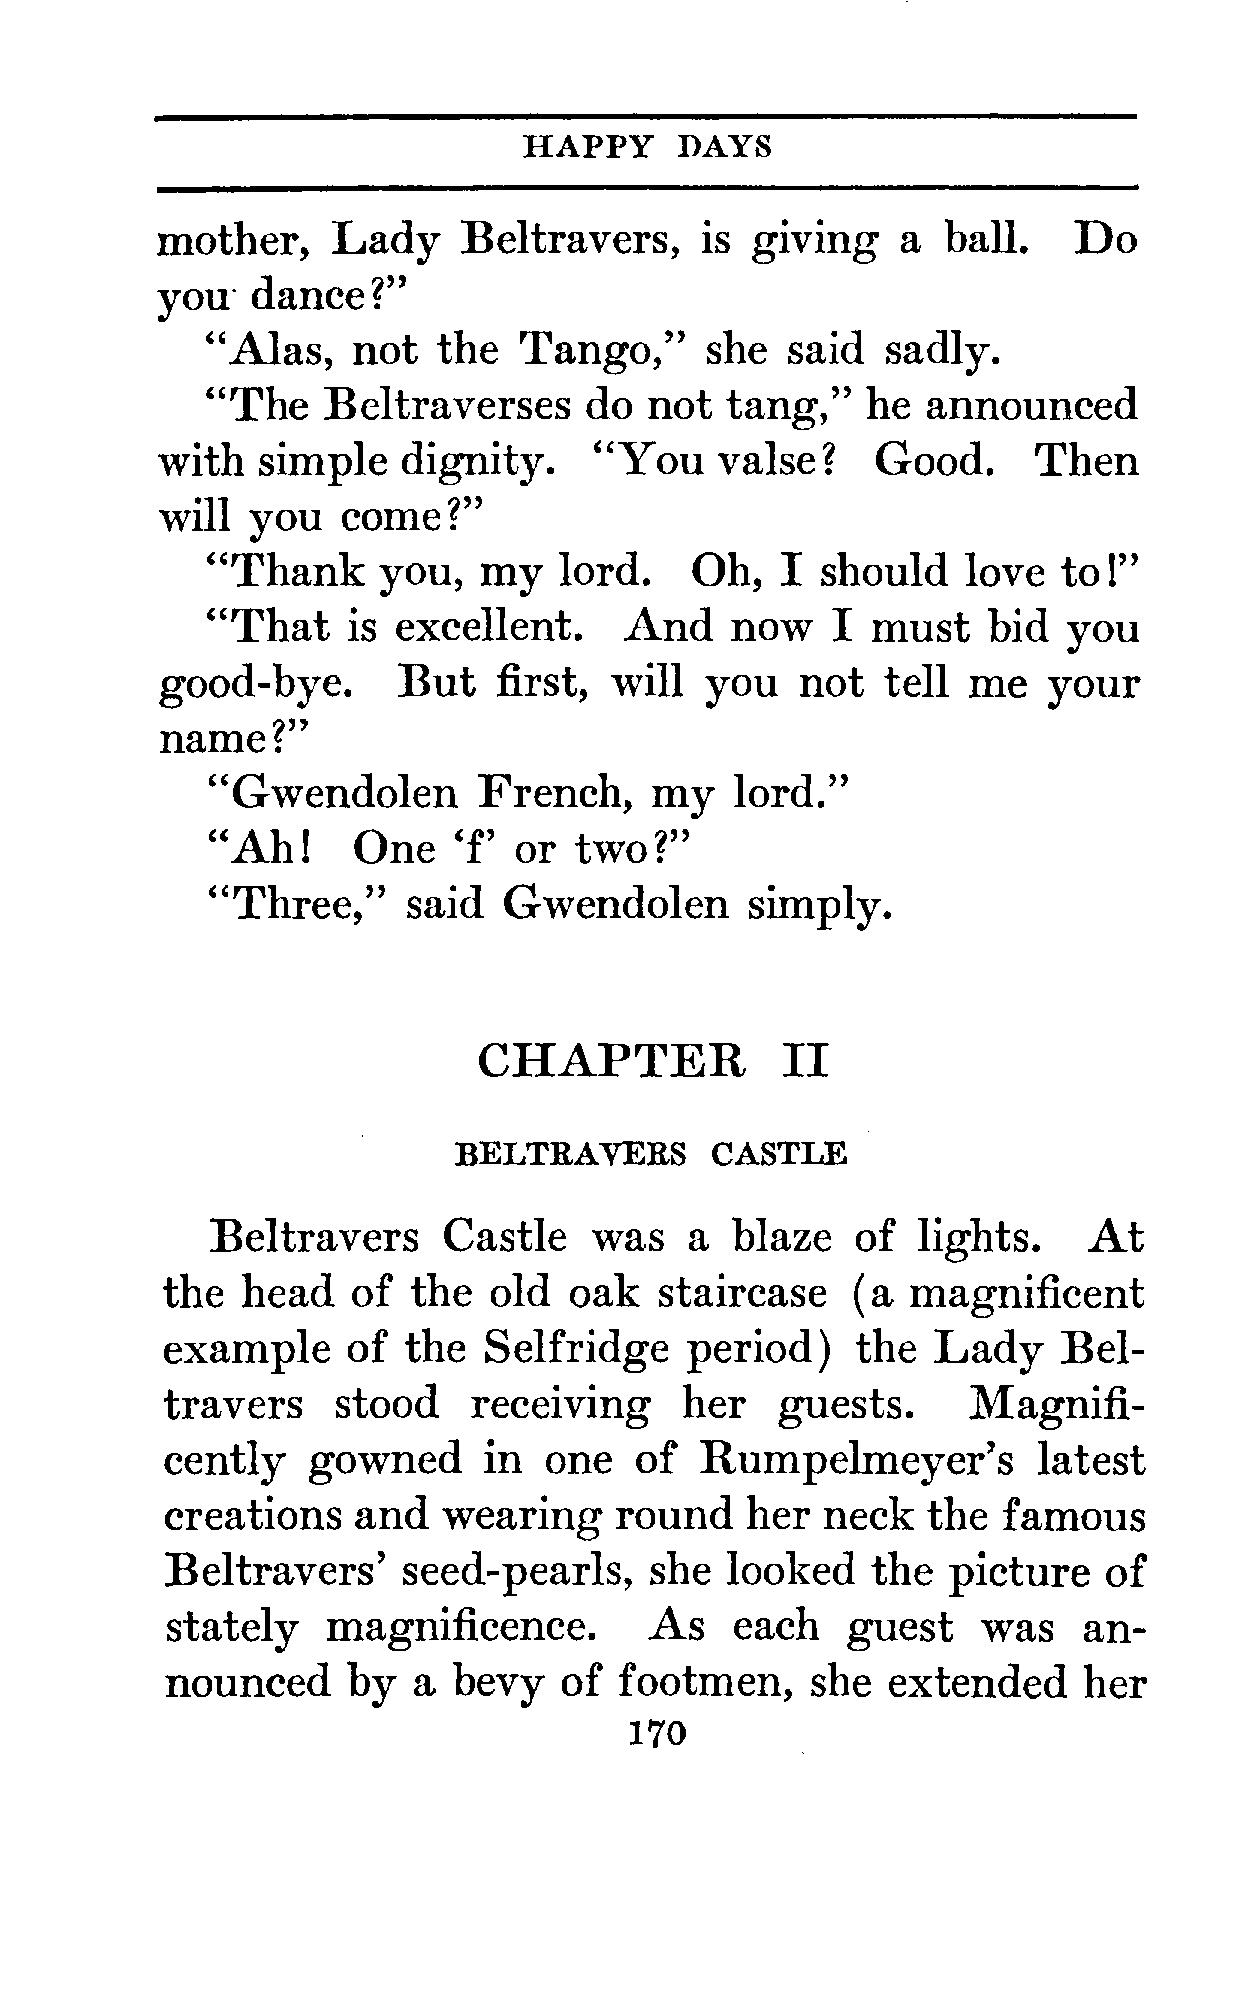 HAPPY DAYS
mother, Lady Beltravers, is giving a ball. Do
you dance?"
"Alas, not the Tango," she said sadly.
"The Beltraverses do not tang," he announced
with simple dignity. "You valse? Good. Then
will you come?"
"Thank you, my lord. Oh, I should love to!"
"That is excellent. And now I must bid you
good-bye. But first, will you not tell me your
name?"
"Gwendolen French, my lord."
"Ah! One 'f' or two?"
"Three," said Gwendolen simply.
CHAPTER II
BELTRAVERS CASTLE
Beltravers Castle was a blaze of lights. At
the head of the old oak staircase (a magnificent
example of the Selfridge period) the Lady Bel-
travers stood receiving her guests. Magnifi-
cently gowned in one of Rumpelmeyer's latest
creations and wearing round her neck the famous
Beltravers' seed-pearls, she looked the picture of
stately magnificence. As each guest was an-
nounced by a bevy of footmen, she extended her
170